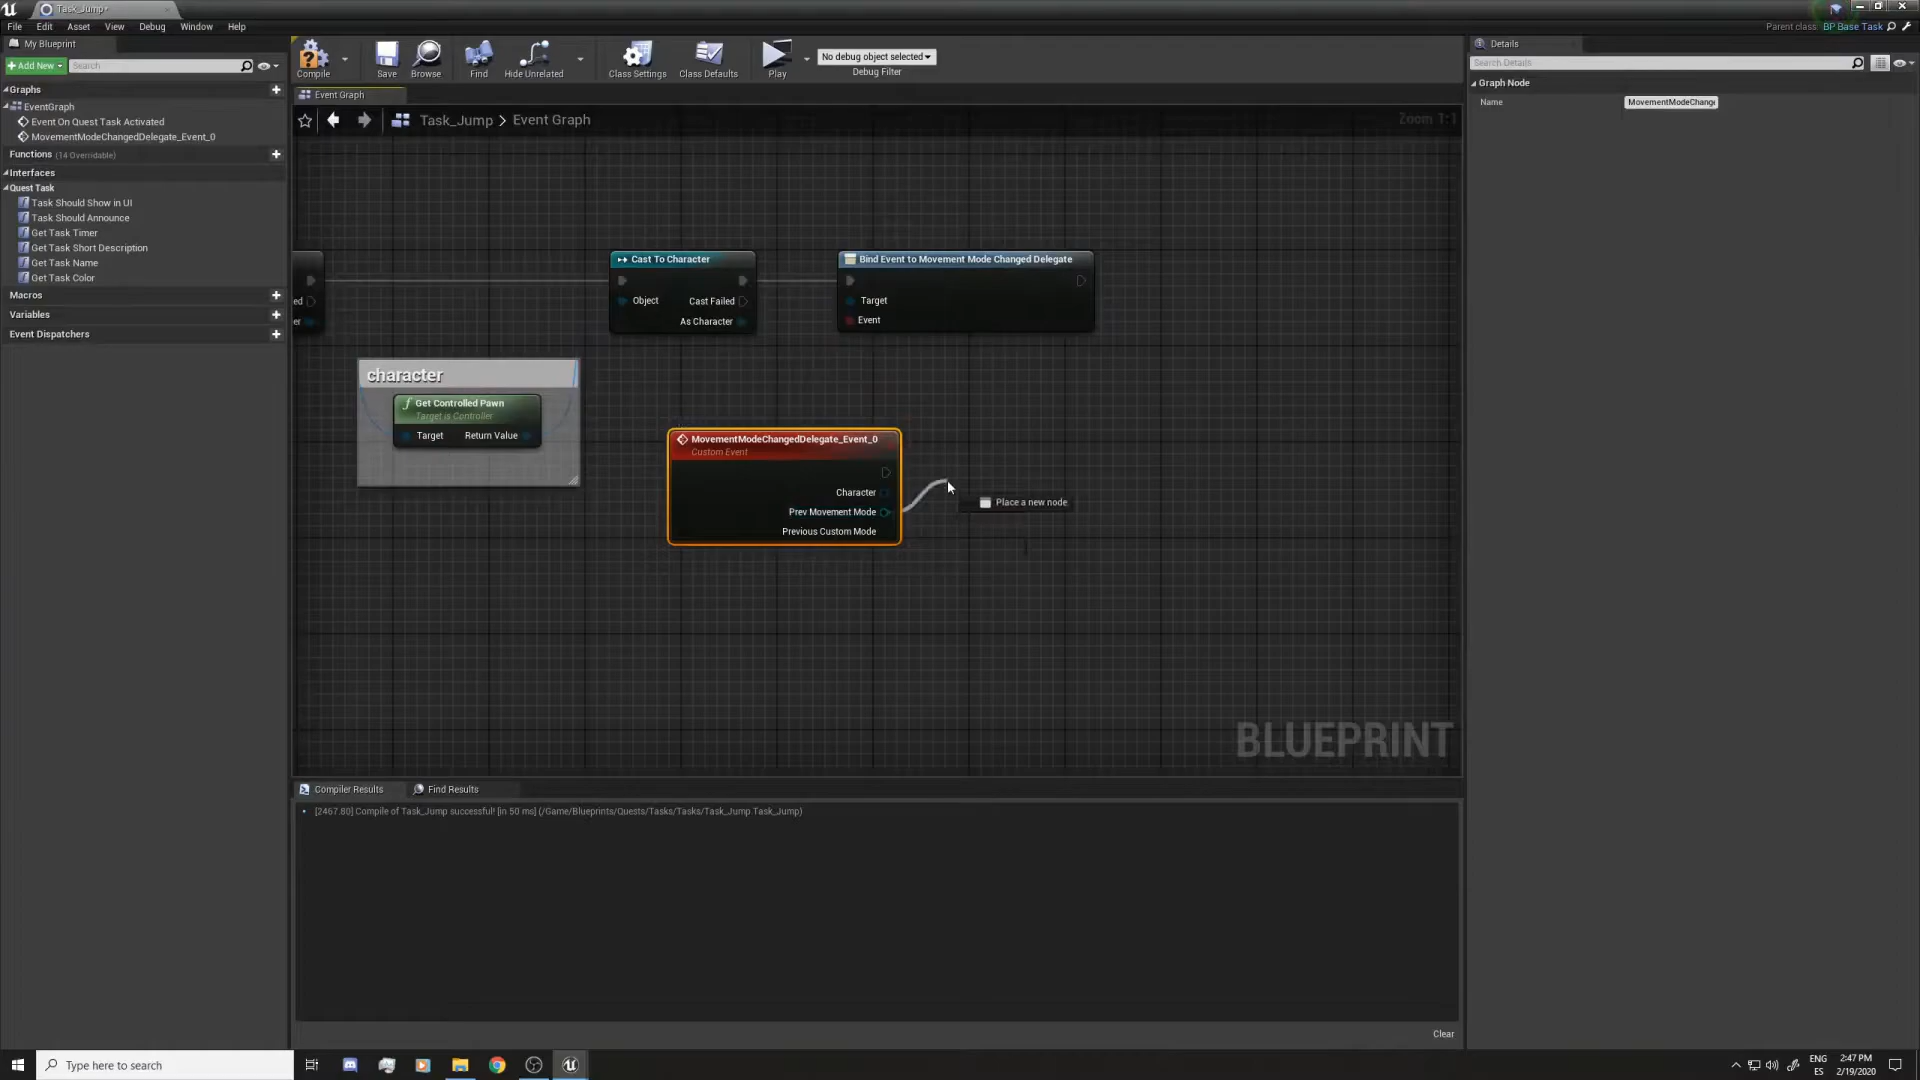 Task_Jump*
File Edit Asset View Debug Window Help
Parent class: BP Base Task
My Blueprint
Add New Search
Compile Save Browse Find Hide Unrelated Class Settings Class Defaults Play
No debug object selected
Debug Filter
Details
Search Details
Graph Node
Name MovementModeChang
Graphs
EventGraph
Event On Quest Task Activated
MovementModeChangedDelegate_Event_0
Functions (14 Overridable)
Interfaces
Quest Task
Task Should Show in UI
Task Should Announce
Get Task Timer
Get Task Short Description
Get Task Name
Get Task Color
Macros
Variables
Event Dispatchers
Event Graph
Task_Jump > Event Graph
Zoom 1:1
ed
er
Cast To Character
Object Cast Failed
As Character
Bind Event to Movement Mode Changed Delegate
Target
Event
character
f Get Controlled Pawn
Target is Controller
Target Return Value
MovementModeChangedDelegate_Event_0
Custom Event
Character
Prev Movement Mode
Previous Custom Mode
Place a new node
BLUEPRINT
Compiler Results Find Results
[2467.80] Compile of Task_Jump successful! [in 50 ms] (/Game/Blueprints/Quests/Tasks/Tasks/Task_Jump.Task_Jump)
Clear
Type here to search
ENG
ES
2:47 PM
2/19/2020